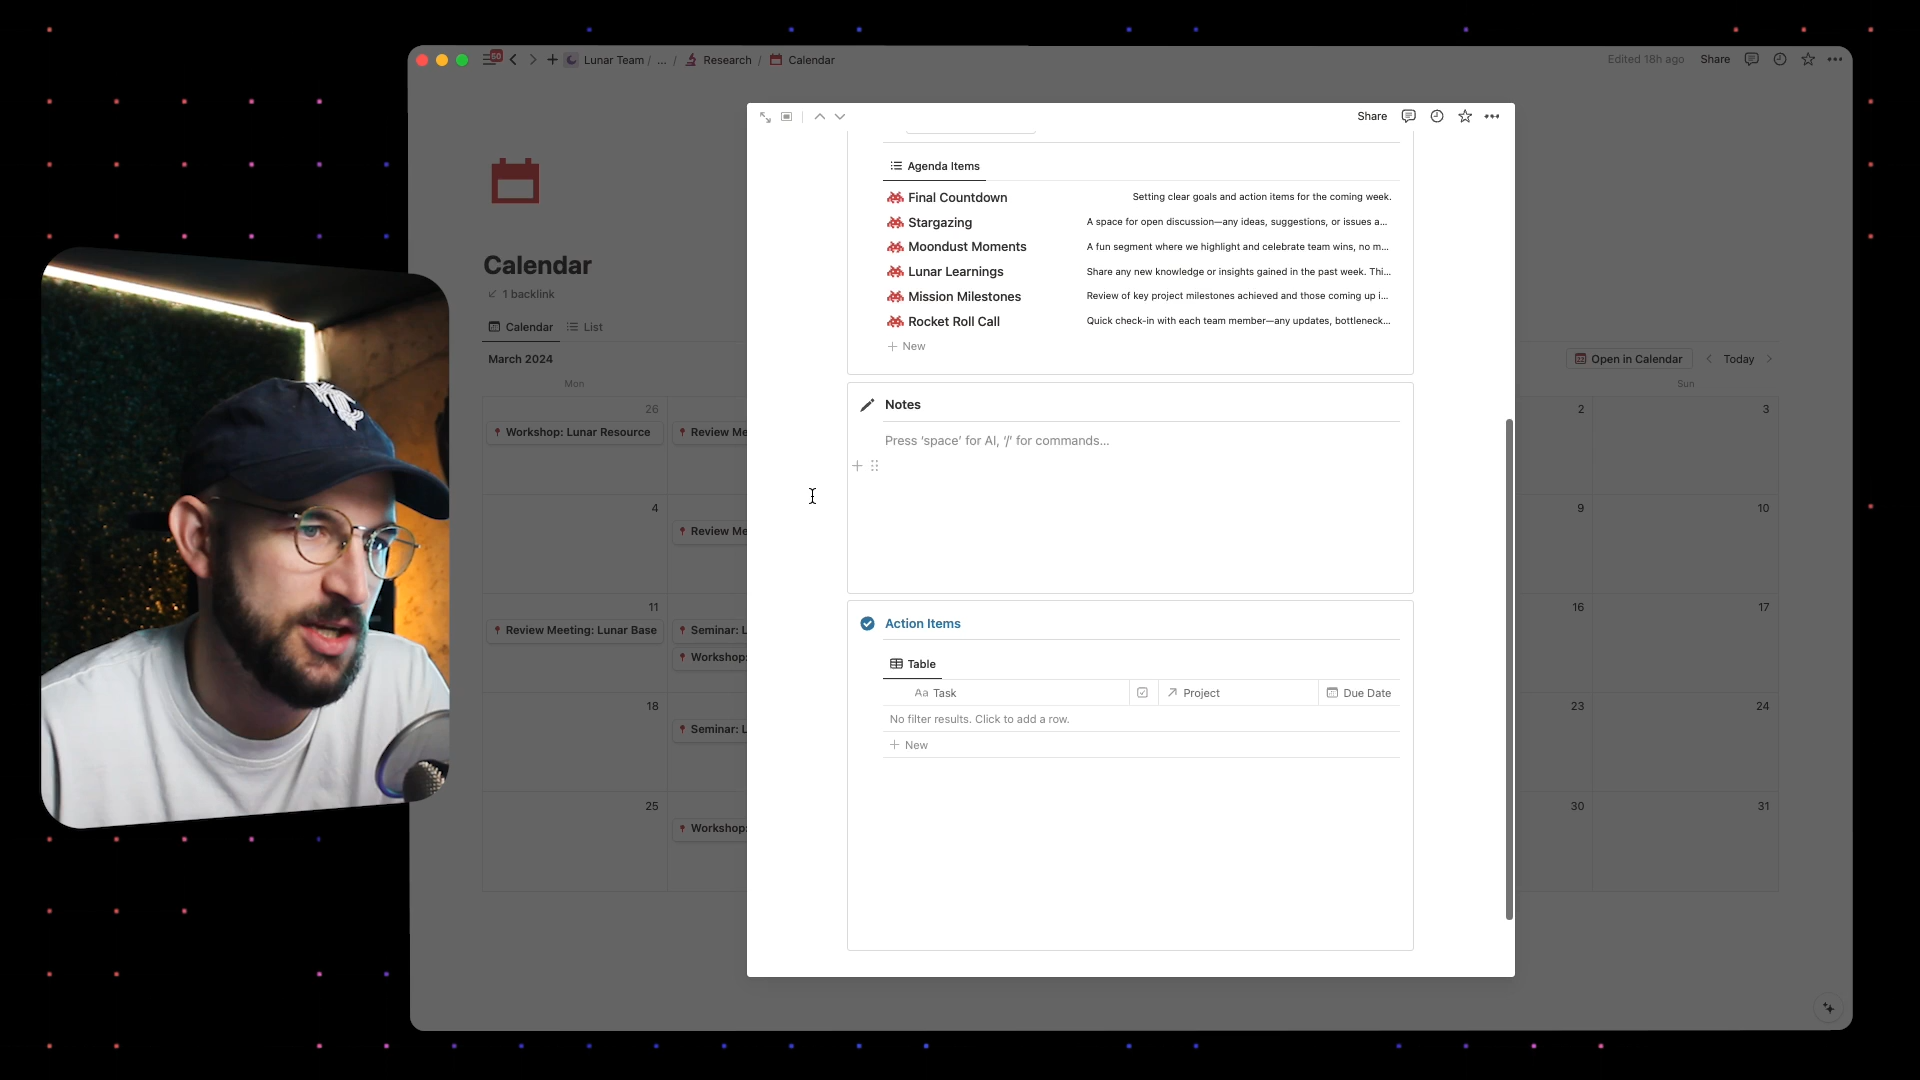 50
Lunar Team / ... / Research / Calendar
Edited 18h ago Share
Share
Calendar
1 backlink
Calendar List
March 2024
Open in Calendar Today
Mon Sun
26 2 3
Workshop: Lunar Resource Review Me
4 9 10
Review Me
11 16 17
Review Meeting: Lunar Base Seminar: L
Workshop:
18 23 24
Seminar: L
25 30 31
Workshop:
Agenda Items
Final Countdown Setting clear goals and action items for the coming week.
Stargazing A space for open discussion—any ideas, suggestions, or issues a...
Moondust Moments A fun segment where we highlight and celebrate team wins, no m...
Lunar Learnings Share any new knowledge or insights gained in the past week. Thi...
Mission Milestones Review of key project milestones achieved and those coming up i...
Rocket Roll Call Quick check-in with each team member—any updates, bottleneck...
New
Notes
Press ‘space’ for AI, ‘/’ for commands...
Action Items
Table
Aa Task Project Due Date
No filter results. Click to add a row.
New